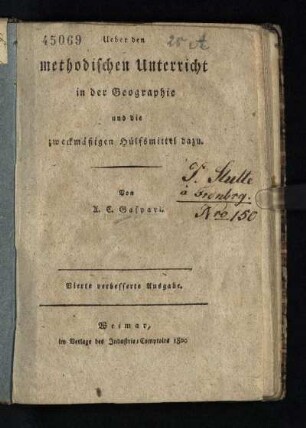 45069
Ueber den
methodischen Unterricht
in der Geographie
und die
zweckmäßigen Hülfsmittel dazu.
Von
A. C. Gaspari.
à
Nro. 150
Vierte verbesserte Ausgabe.
Weimar,
im Verlage des Industrie-Comptoirs 1800